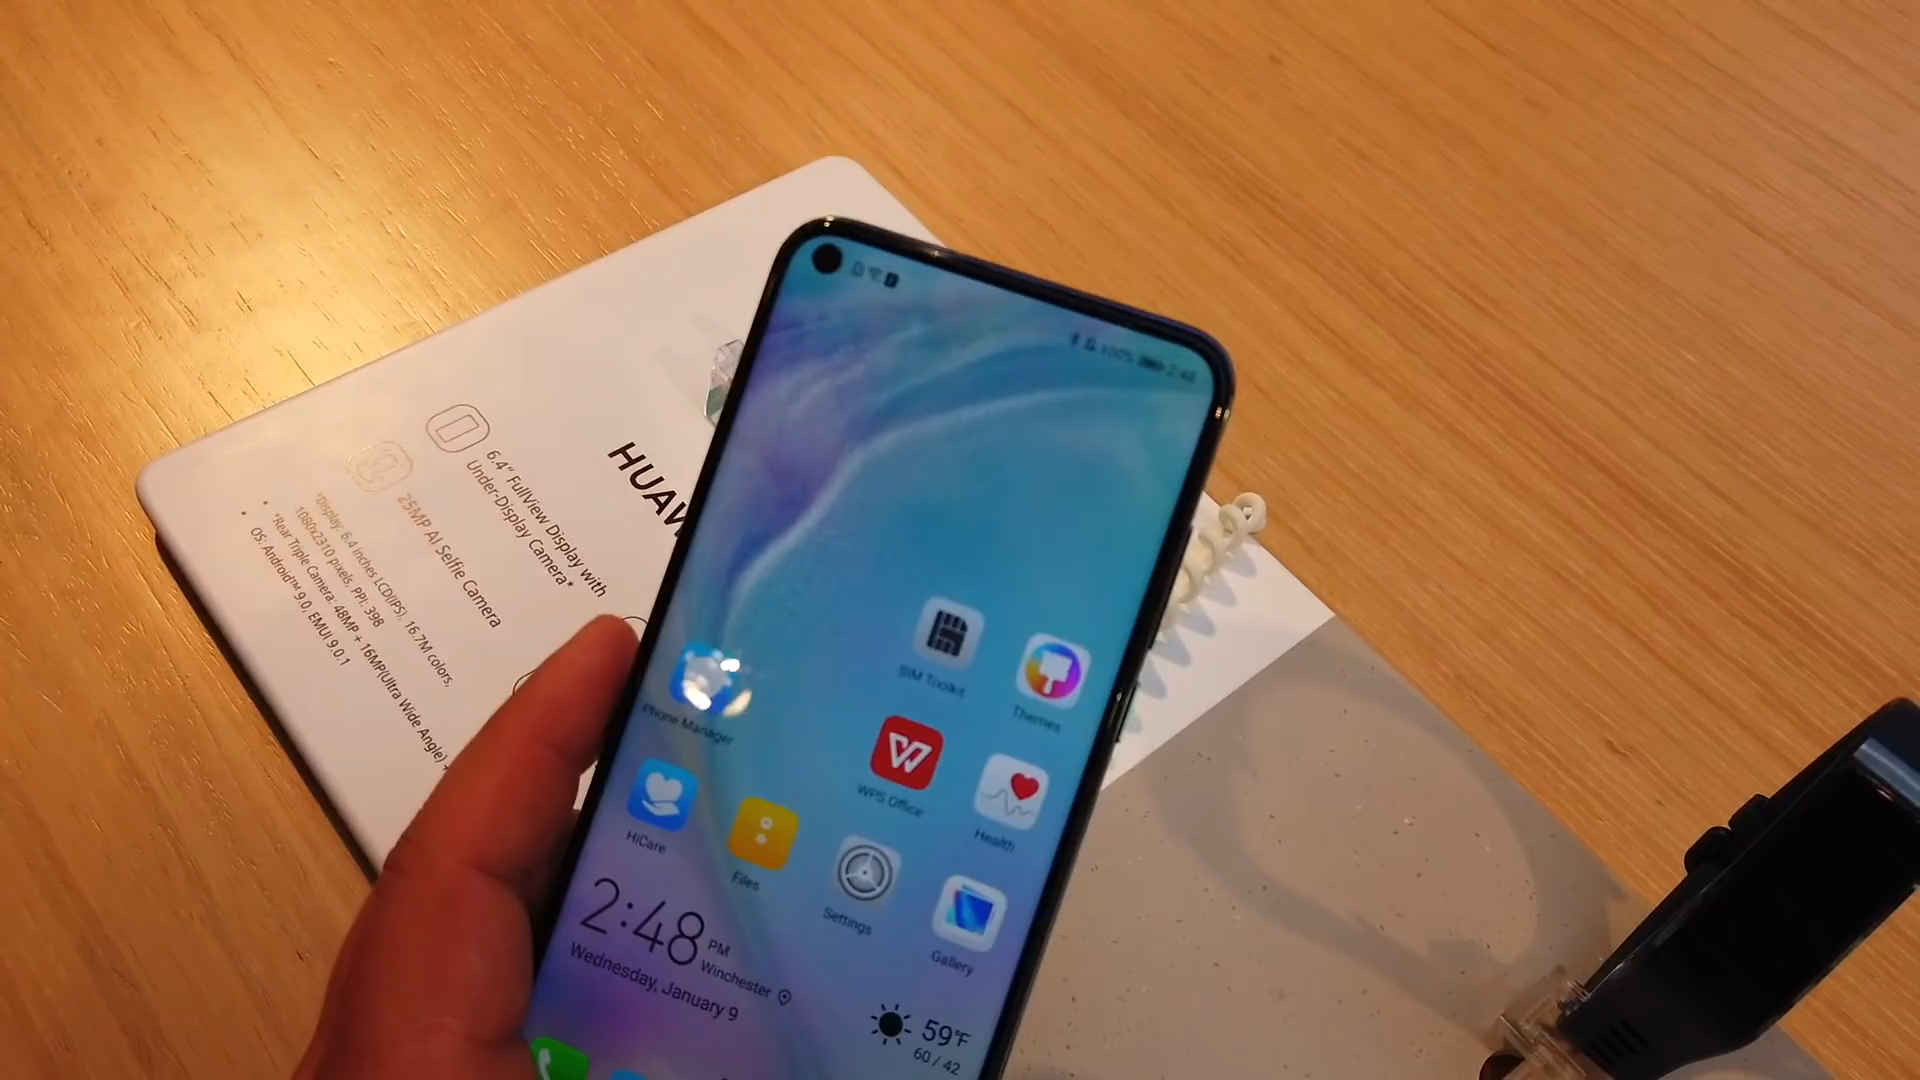 HUAW
6.4" FullView Display with
Under-Display Camera*
25MP AI Selfie Camera
*Display: 6.4 inches LCD(IPS), 16.7M colors,
1080x2310 pixels, PPI: 398
*Rear Triple Camera: 48MP + 16MP(Ultra Wide Angle) +
OS: Android™ 9.0, EMUI 9.0.1
100% 2:48
SIM Toolkit
Themes
Phone Manager
WPS Office
Health
HiCare
Files
Settings
Gallery
2:48 PM
Winchester
Wednesday, January 9
59°F
60 / 42